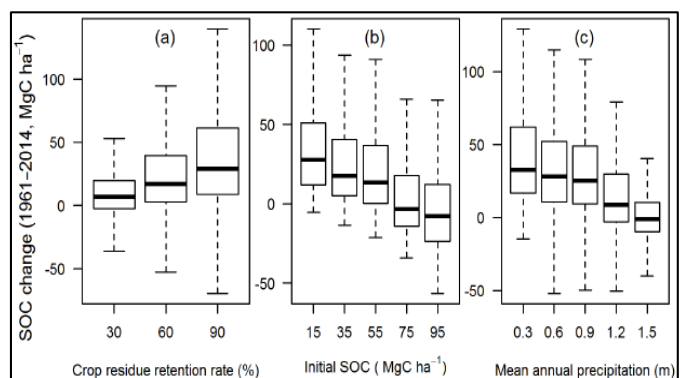 SOC change (1961–2014, MgC ha⁻¹)
(a)
100
50
0
-50
30 60 90
Crop residue retention rate (%)
(b)
100
50
0
-50
15 35 55 75 95
Initial SOC ( MgC ha⁻¹)
(c)
100
50
0
50
0.3 0.6 0.9 1.2 1.5
Mean annual precipitation (m)